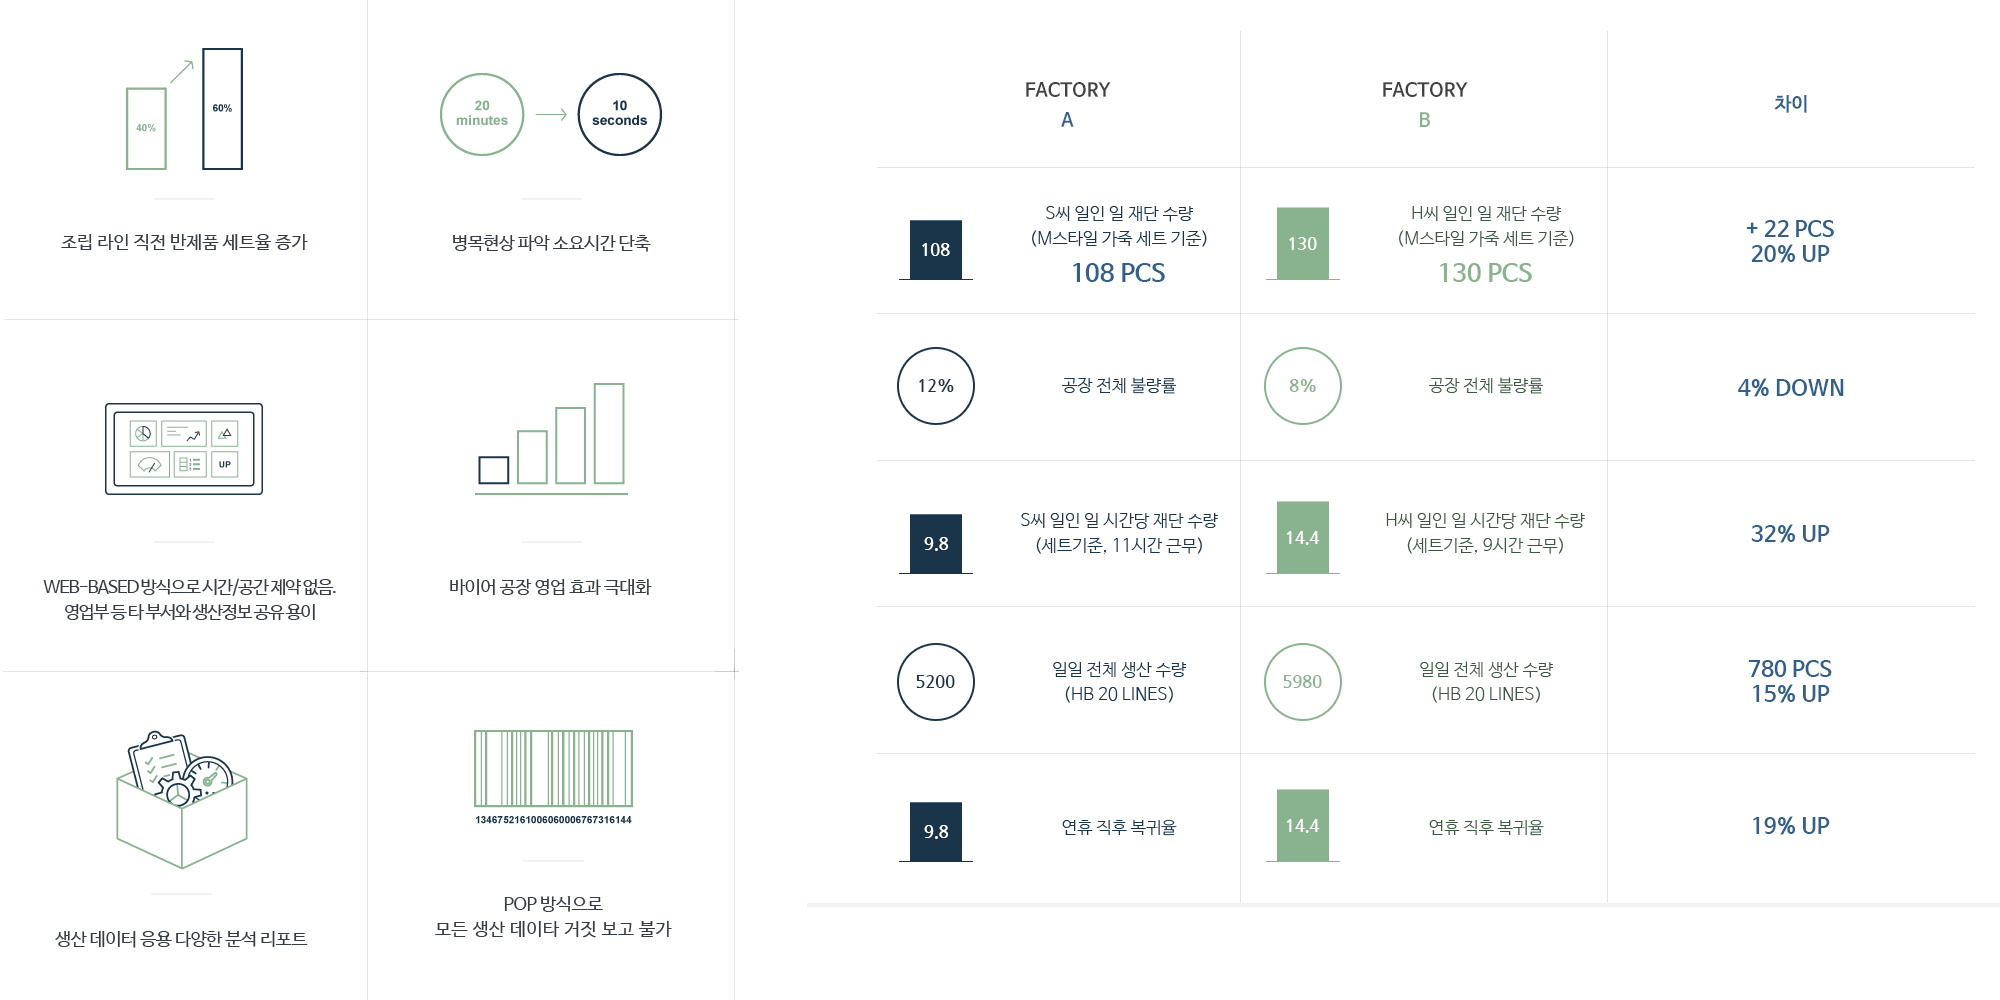 40%
60%
조립 라인 직전 반제품 세트율 증가
20
minutes
10
seconds
병목현상 파악 소요시간 단축
UP
WEB-BASED 방식으로 시간/공간 제약 없음.
영업부 등 타 부서와 생산정보 공유 용이
바이어 공장 영업 효과 극대화
생산 데이터 응용 다양한 분석 리포트
13467521610060600067673 16144
POP 방식으로
모든 생산 데이타 거짓 보고 불가
FACTORY
A
FACTORY
B
차이
108
S씨 일인 일 재단 수량
(M스타일 가죽 세트 기준)
108 PCS
130
H씨 일인 일 재단 수량
(M스타일 가죽 세트 기준)
130 PCS
+ 22 PCS
20% UP
12%
공장 전체 불량률
8%
공장 전체 불량률
4% DOWN
9.8
S씨 일인 일 시간당 재단 수량
(세트기준, 11시간 근무)
14.4
H씨 일인 일 시간당 재단 수량
(세트기준, 9시간 근무)
32% UP
5200
일일 전체 생산 수량
(HB 20 LINES)
5980
일일 전체 생산 수량
(HB 20 LINES)
780 PCS
15% UP
9.8
연휴 직후 복귀율
14.4
연휴 직후 복귀율
19% UP